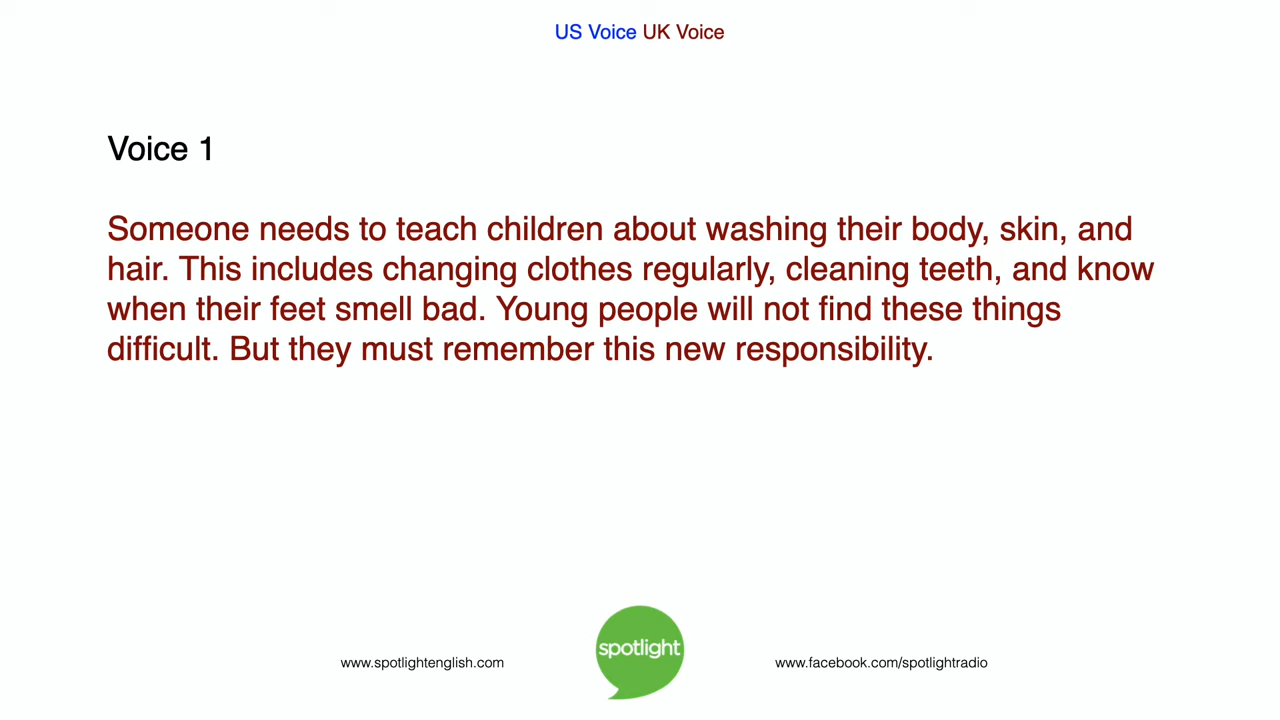 US Voice UK Voice
Voice 1
Someone needs to teach children about washing their body, skin, and
hair. This includes changing clothes regularly, cleaning teeth, and know
when their feet smell bad. Young people will not find these things
difficult. But they must remember this new responsibility.
spotlight
www.spotlightenglish.com
www.facebook.com/spotlightradio